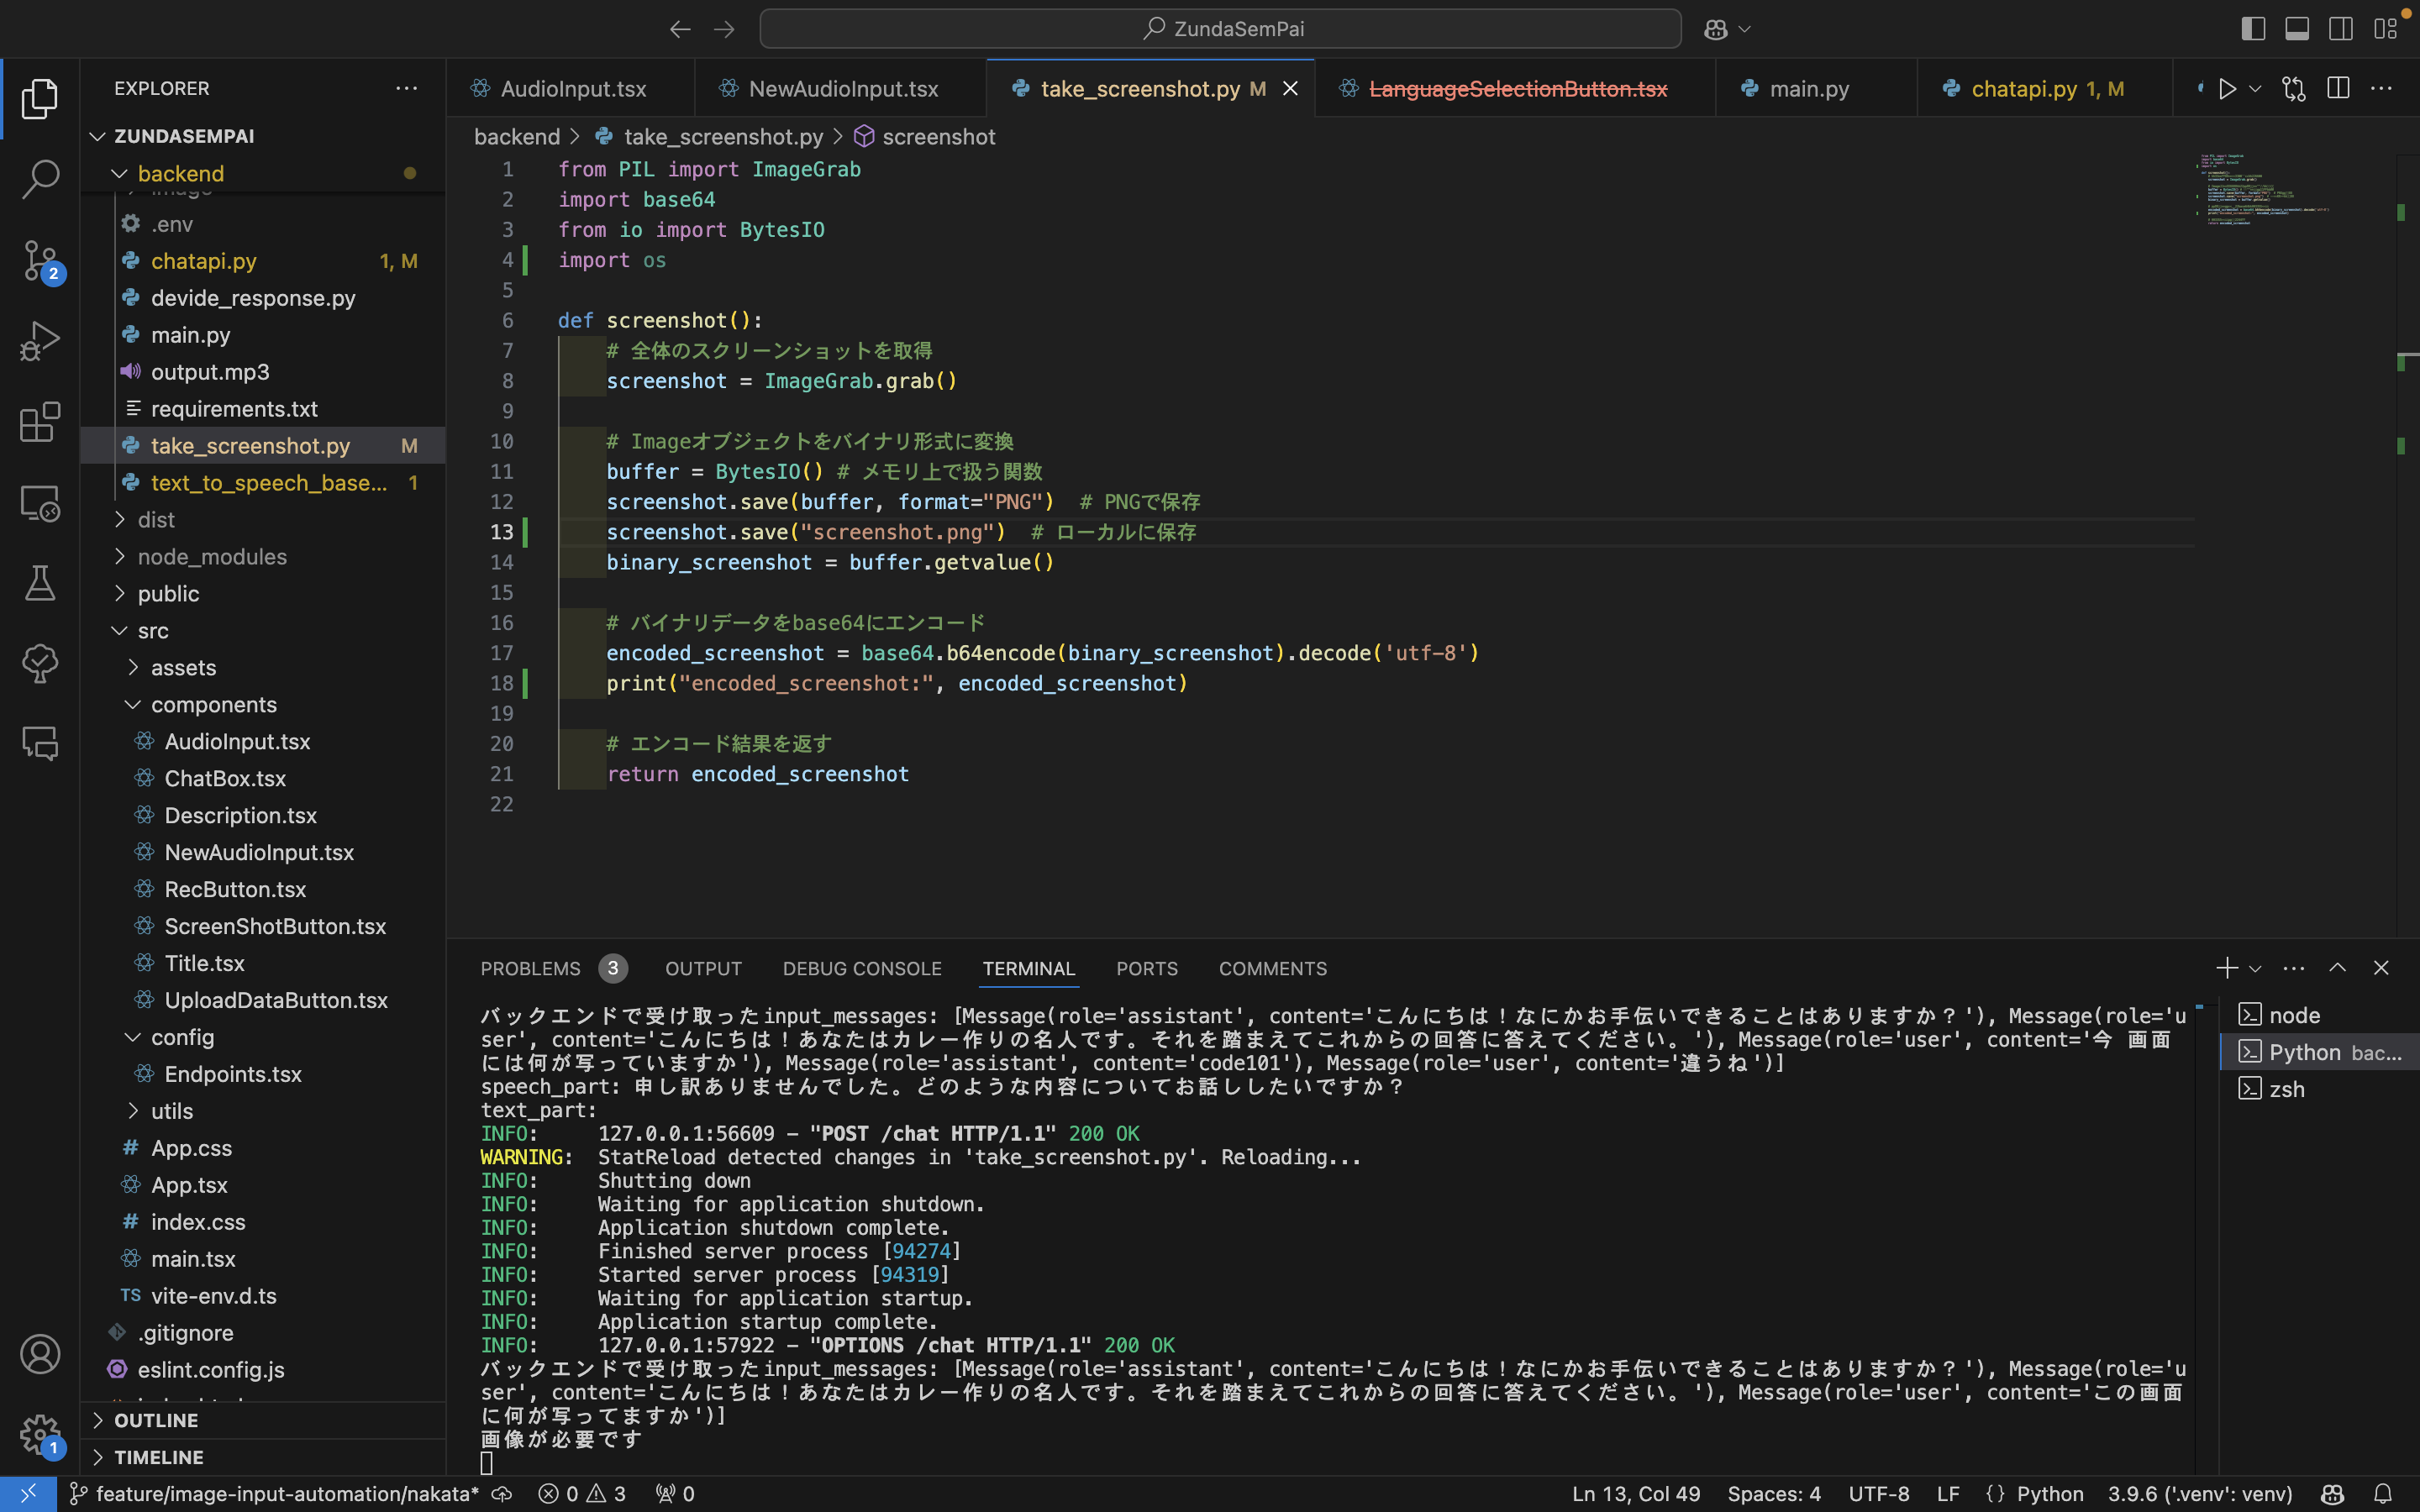 ZundaSemPai
EXPLORER
ZUNDASEMPAI
backend
.env
chatapi.py 1, M
devide_response.py
main.py
output.mp3
requirements.txt
take_screenshot.py M
text_to_speech_base... 1
dist
node_modules
public
src
assets
components
AudioInput.tsx
ChatBox.tsx
Description.tsx
NewAudioInput.tsx
RecButton.tsx
ScreenShotButton.tsx
Title.tsx
UploadDataButton.tsx
config
Endpoints.tsx
utils
App.css
App.tsx
index.css
main.tsx
TS vite-env.d.ts
.gitignore
eslint.config.js
OUTLINE
TIMELINE
2
1
AudioInput.tsx
NewAudioInput.tsx
take_screenshot.py M
LanguageSelectionButton.tsx
main.py
chatapi.py 1, M
backend > take_screenshot.py > screenshot
1 from PIL import ImageGrab
2 import base64
3 from io import BytesIO
4 import os
5
6 def screenshot():
7 # 全体のスクリーンショットを取得
8 screenshot = ImageGrab.grab()
9
10 # Imageオブジェクトをバイナリ形式に変換
11 buffer = BytesIO() # メモリ上で扱う関数
12 screenshot.save(buffer, format="PNG")  # PNGで保存
13 screenshot.save("screenshot.png")  # ローカルに保存
14 binary_screenshot = buffer.getvalue()
15
16 # バイナリデータをbase64にエンコード
17 encoded_screenshot = base64.b64encode(binary_screenshot).decode('utf-8')
18 print("encoded_screenshot:", encoded_screenshot)
19
20 # エンコード結果を返す
21 return encoded_screenshot
22
PROBLEMS 3 OUTPUT DEBUG CONSOLE TERMINAL PORTS COMMENTS
バックエンドで受け取ったinput_messages: [Message(role='assistant', content='こんにちは！なにかお手伝いできることはありますか？'), Message(role='u
ser', content='こんにちは！あなたはカレー作りの名人です。それを踏まえてこれからの回答に答えてください。'), Message(role='user', content='今 画面
には何が写っていますか'), Message(role='assistant', content='code101'), Message(role='user', content='違うね')]
speech_part: 申し訳ありませんでした。どのような内容についてお話ししたいですか？
text_part:
INFO: 127.0.0.1:56609 - "POST /chat HTTP/1.1" 200 OK
WARNING: StatReload detected changes in 'take_screenshot.py'. Reloading...
INFO: Shutting down
INFO: Waiting for application shutdown.
INFO: Application shutdown complete.
INFO: Finished server process [94274]
INFO: Started server process [94319]
INFO: Waiting for application startup.
INFO: Application startup complete.
INFO: 127.0.0.1:57922 - "OPTIONS /chat HTTP/1.1" 200 OK
バックエンドで受け取ったinput_messages: [Message(role='assistant', content='こんにちは！なにかお手伝いできることはありますか？'), Message(role='u
ser', content='こんにちは！あなたはカレー作りの名人です。それを踏まえてこれからの回答に答えてください。'), Message(role='user', content='この画面
に何が写ってますか')]
画像が必要です
node
Python bac...
zsh
feature/image-input-automation/nakata* 0 3 0
Ln 13, Col 49 Spaces: 4 UTF-8 LF {} Python 3.9.6 ('.venv': venv)